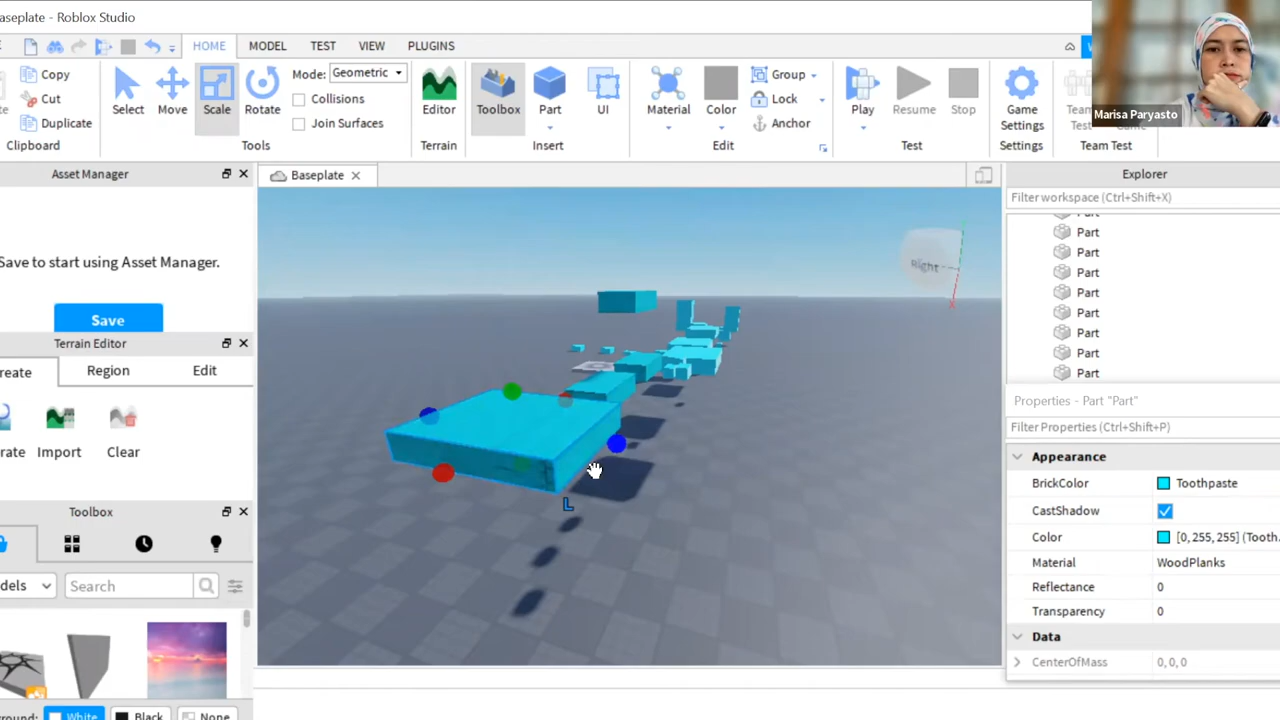 aseplate - Roblox Studio
HOME MODEL TEST VIEW PLUGINS
Copy
Cut
Duplicate
Clipboard
Select Move Scale Rotate
Mode: Geometric
Collisions
Join Surfaces
Tools
Editor
Terrain
Toolbox Part UI
Insert
Material Color
Group
Lock
Anchor
Edit
Play Resume Stop
Test
Game
Settings
Settings
Team
Test
Team Test
Marisa Paryasto
Asset Manager
Save to start using Asset Manager.
Save
Terrain Editor
reate Region Edit
rate Import Clear
Toolbox
dels Search
ground: White Black None
Baseplate
Right
L
Explorer
Filter workspace (Ctrl+Shift+X)
Part
Part
Part
Part
Part
Part
Part
Part
Part
Properties - Part "Part"
Filter Properties (Ctrl+Shift+P)
Appearance
BrickColor Toothpaste
CastShadow
Color [0, 255, 255] (Tooth.
Material WoodPlanks
Reflectance 0
Transparency 0
Data
CenterOfMass 0, 0, 0